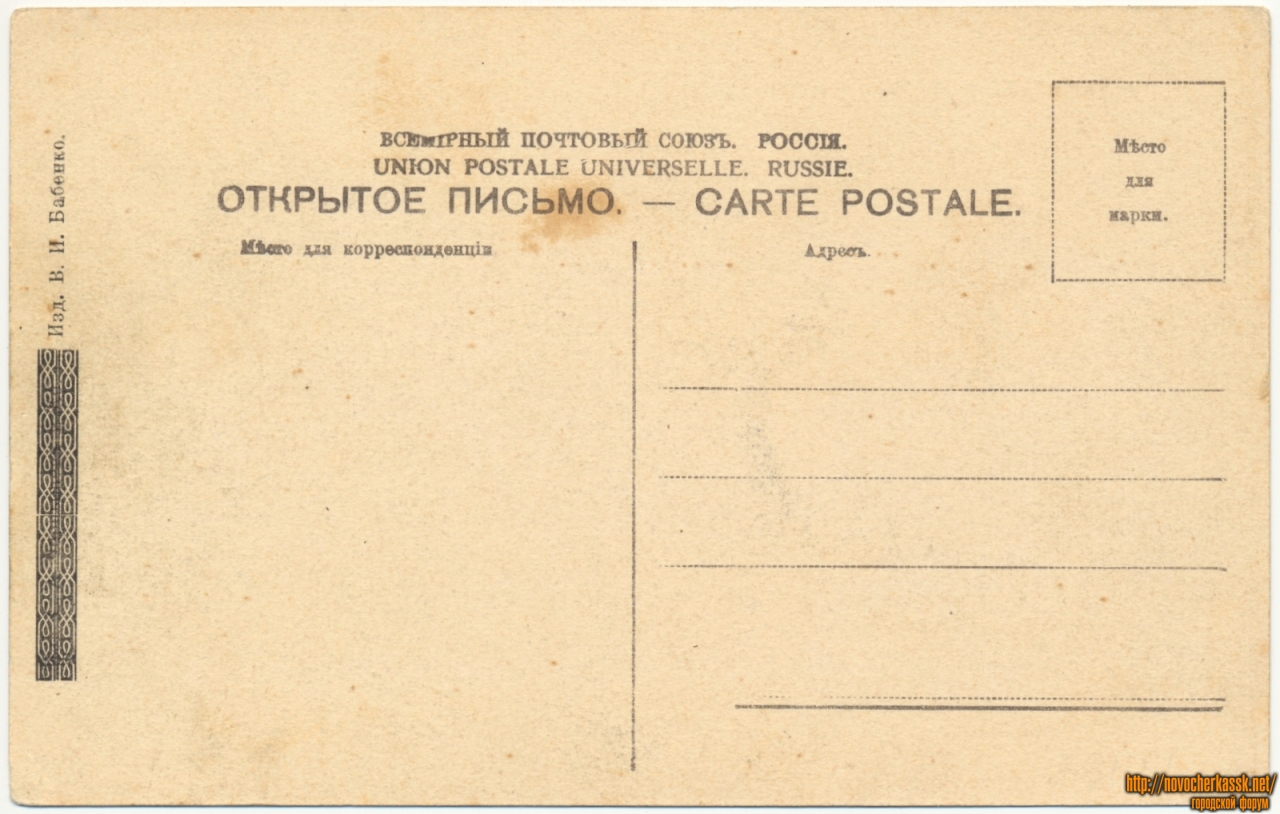 ВСЕМІРНЫЙ ПОЧТОВЫЙ СОЮЗЪ. РОССІЯ.
UNION POSTALE UNIVERSELLE. RUSSIE.
ОТКРЫТОЕ ПИСЬМО. — CARTE POSTALE.
Мѣсто
для
марки.
Мѣсто для корреспонденціи
Адресъ.
Изд. В. И. Бабенко.
http://novocherkassk.net/
городской форум